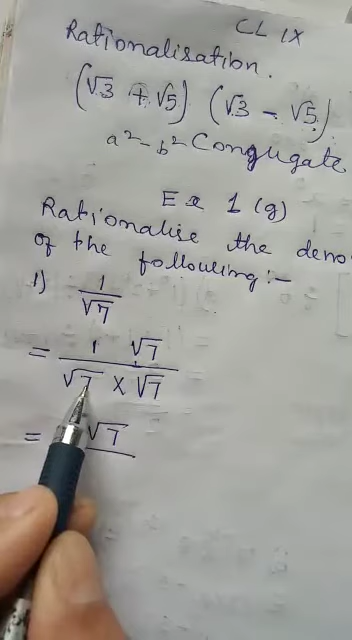 CL IX
Rationalisation.
(√3 + √5) (√3 - √5)
a² - b² Congugate
Ex 1 (g)
Rationalise the deno
of the following:-
1) 1/√7
= 1 √7 / √7 × √7
= √7